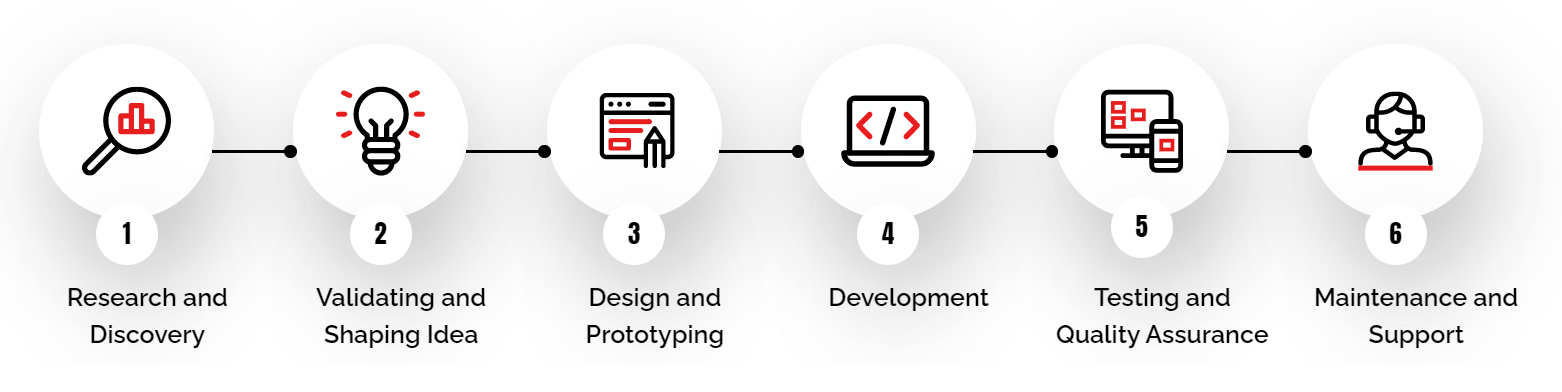 1
Research and
Discovery
2
Validating and
Shaping Idea
3
Design and
Prototyping
4
Development
5
Testing and
Quality Assurance
6
Maintenance and
Support